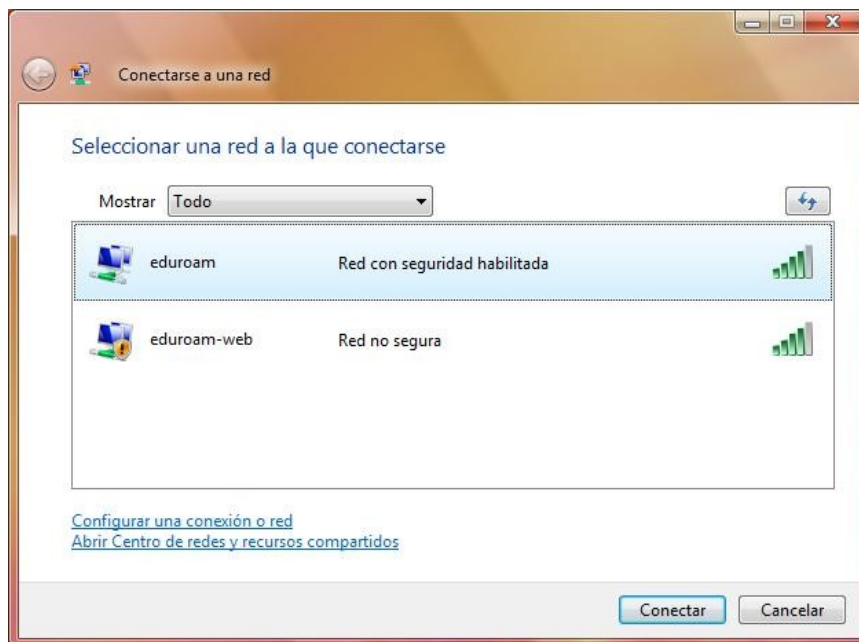 Conectarse a una red
Seleccionar una red a la que conectarse
Mostrar Todo
eduroam Red con seguridad habilitada
eduroam-web Red no segura
Configurar una conexión o red
Abrir Centro de redes y recursos compartidos
Conectar Cancelar